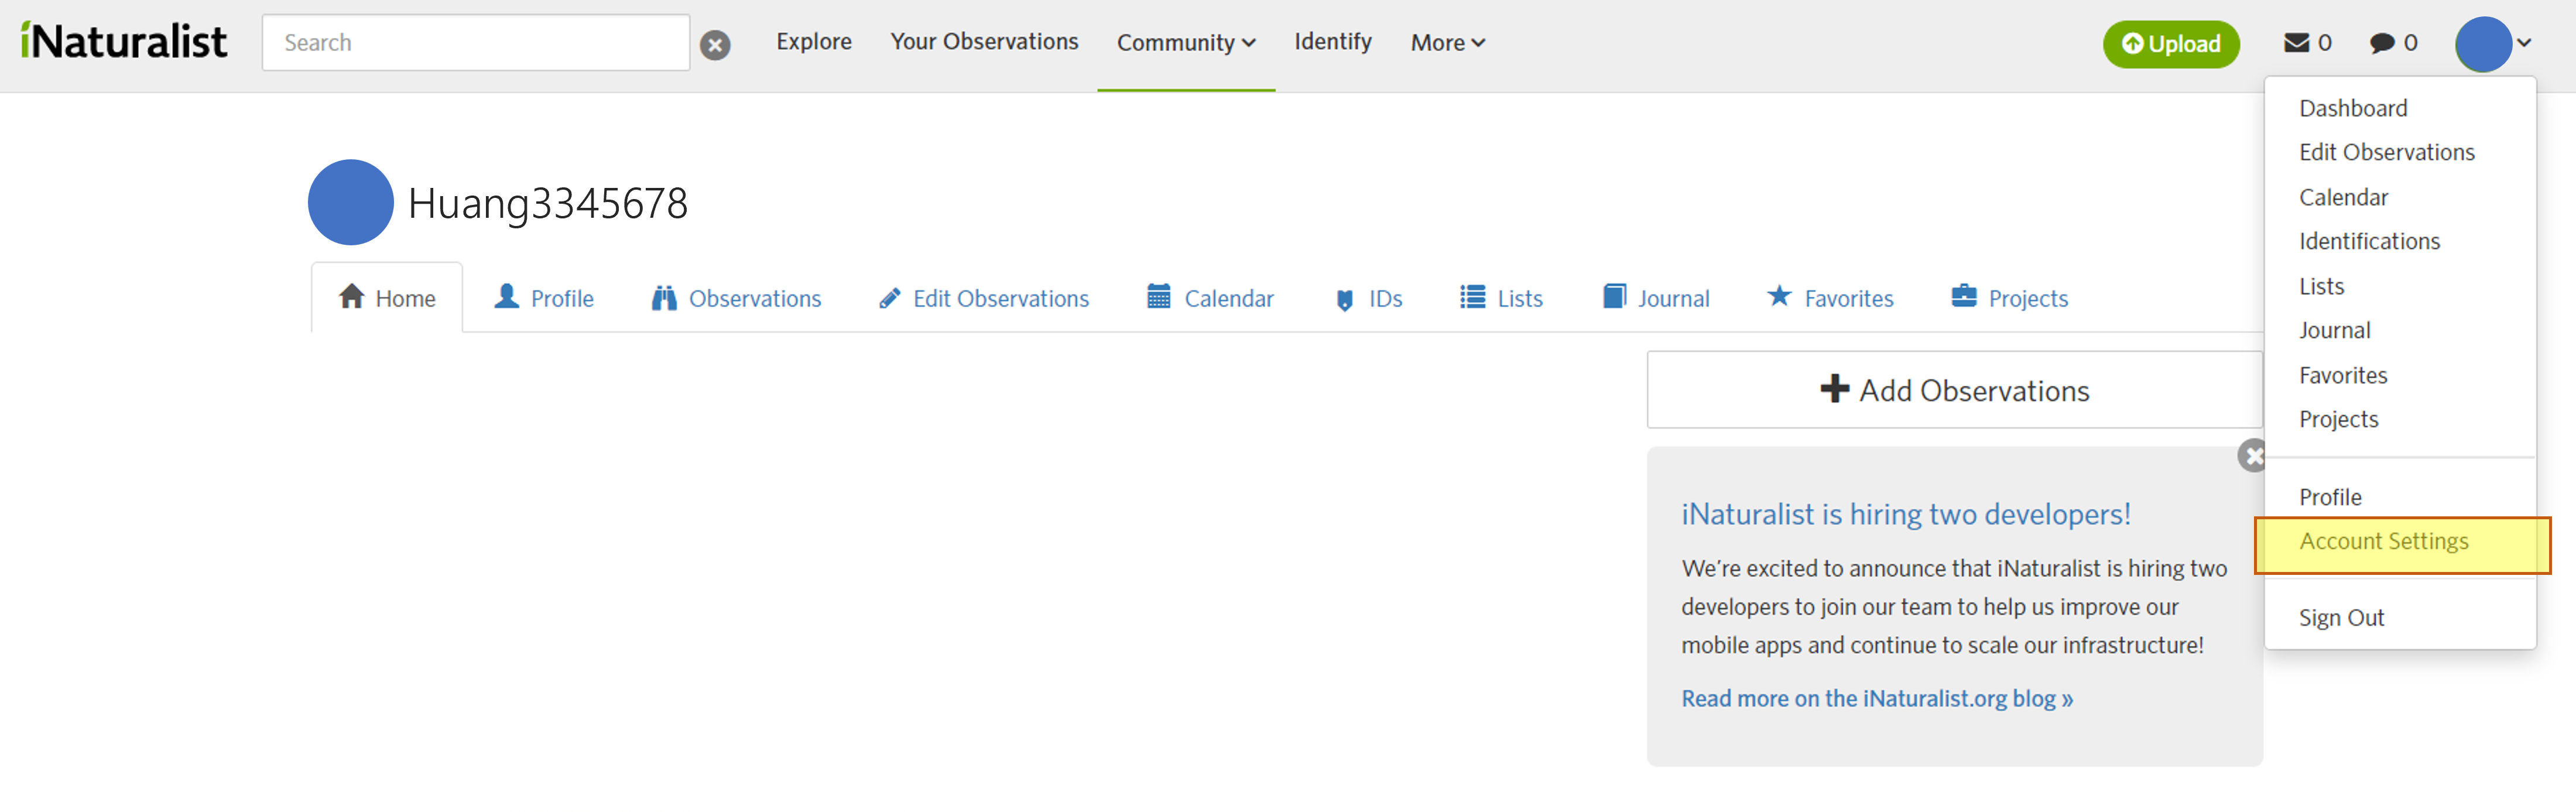 iNaturalist
Search
Explore
Your Observations
Community
Identify
More
Upload
0
0
Dashboard
Edit Observations
Calendar
Identifications
Lists
Journal
Favorites
Projects
Profile
Account Settings
Sign Out
Huang3345678
Home
Profile
Observations
Edit Observations
Calendar
IDs
Lists
Journal
Favorites
Projects
Add Observations
iNaturalist is hiring two developers!
We're excited to announce that iNaturalist is hiring two
developers to join our team to help us improve our
mobile apps and continue to scale our infrastructure!
Read more on the iNaturalist.org blog »